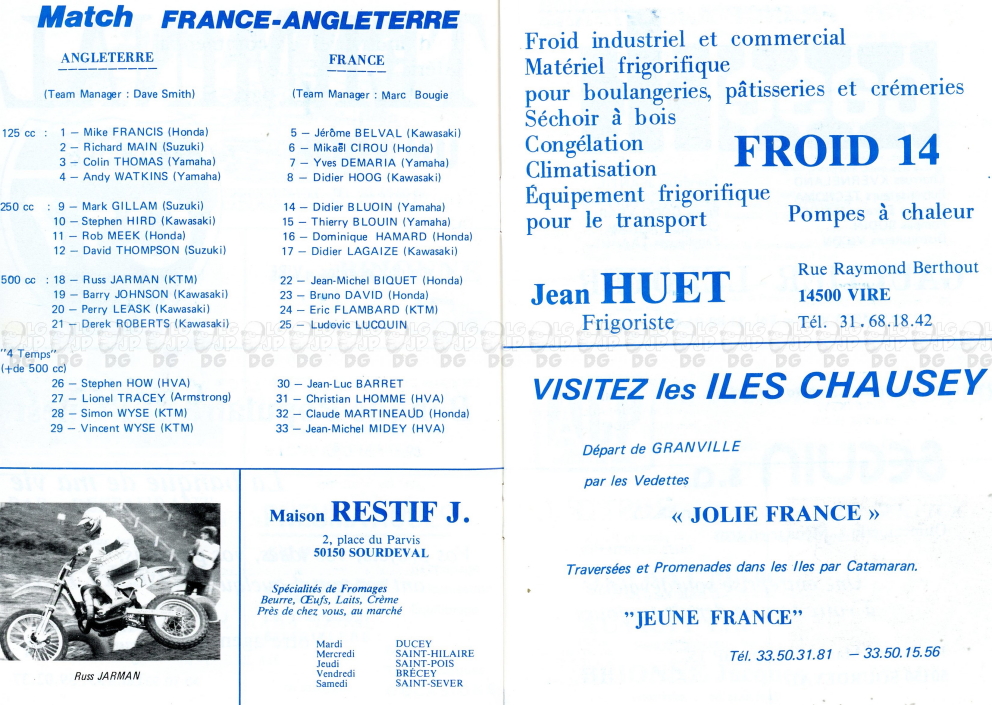 Match FRANCE-ANGLETERRE
ANGLETERRE
(Team Manager : Dave Smith)
125 cc : 1 — Mike FRANCIS (Honda)
2 — Richard MAIN (Suzuki)
3 — Colin THOMAS (Yamaha)
4 — Andy WATKINS (Yamaha)
250 cc : 9 — Mark GILLAM (Suzuki)
10 — Stephen HIRD (Kawasaki)
11 — Rob MEEK (Honda)
12 — David THOMPSON (Suzuki)
500 cc : 18 — Russ JARMAN (KTM)
19 — Barry JOHNSON (Kawasaki)
20 — Perry LEASK (Kawasaki)
21 — Derek ROBERTS (Kawasaki)
"4 Temps"
(+de 500 cc)
26 — Stephen HOW (HVA)
27 — Lionel TRACEY (Armstrong)
28 — Simon WYSE (KTM)
29 — Vincent WYSE (KTM)
FRANCE
(Team Manager : Marc Bougie
5 — Jérôme BELVAL (Kawasaki)
6 — Mikaël CIROU (Honda)
7 — Yves DEMARIA (Yamaha)
8 — Didier HOOG (Kawasaki)
14 — Didier BLUOIN (Yamaha)
15 — Thierry BLOUIN (Yamaha)
16 — Dominique HAMARD (Honda)
17 — Didier LAGAIZE (Kawasaki)
22 — Jean-Michel BIQUET (Honda)
23 — Bruno DAVID (Honda)
24 — Eric FLAMBARD (KTM)
25 — Ludovic LOCQUIN
30 — Jean-Luc BARRET
31 — Christian LHOMME (HVA)
32 — Claude MARTINEAUD (Honda)
33 — Jean-Michel MIDEY (HVA)
27
Russ JARMAN
Maison RESTIF J.
2, place du Parvis
50150 SOURDEVAL
Spécialités de Fromages
Beurre, Œufs, Laits, Crème
Près de chez vous, au marché
Mardi DUCEY
Mercredi SAINT-HILAIRE
Jeudi SAINT-POIS
Vendredi BRÉCEY
Samedi SAINT-SEVER
Froid industriel et commercial
Matériel frigorifique
pour boulangeries, pâtisseries et crémeries
Séchoir à bois
Congélation
Climatisation
Équipement frigorifique
pour le transport
FROID 14
Pompes à chaleur
Jean HUET
Frigoriste
Rue Raymond Berthout
14500 VIRE
Tél. 31.68.18.42
VISITEZ les ILES CHAUSEY
Départ de GRANVILLE
par les Vedettes
« JOLIE FRANCE »
Traversées et Promenades dans les Iles par Catamaran.
"JEUNE FRANCE"
Tél. 33.50.31.81 — 33.50.15.56